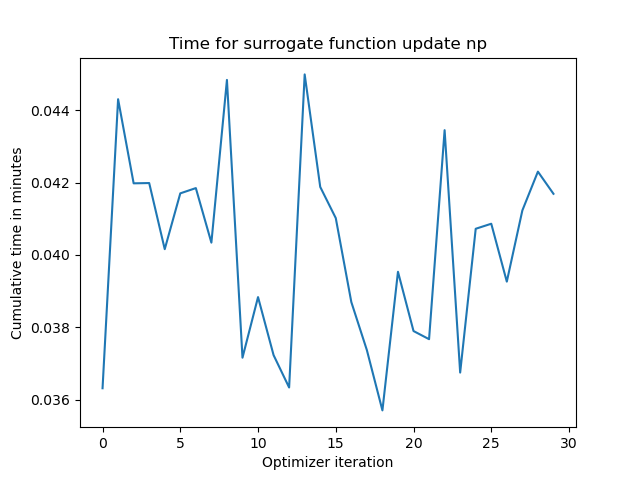 Time for surrogate function update np
Cumulative time in minutes
0.044
0.042
0.040
0.038
0.036
0 5 10 15 20 25 30
Optimizer iteration